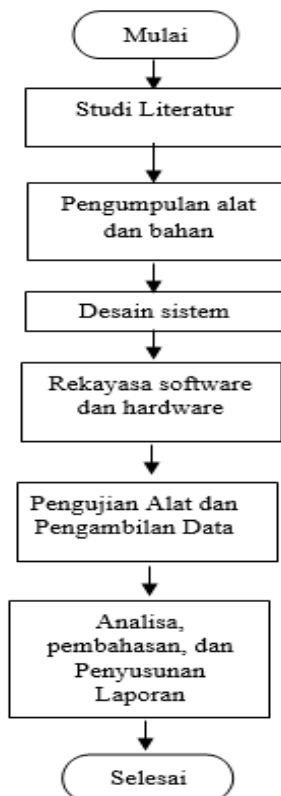 Mulai
Studi Literatur
Pengumpulan alat
dan bahan
Desain sistem
Rekayasa software
dan hardware
Pengujian Alat dan
Pengambilan Data
Analisa,
pembahasan, dan
Penyusunan
Laporan
Selesai